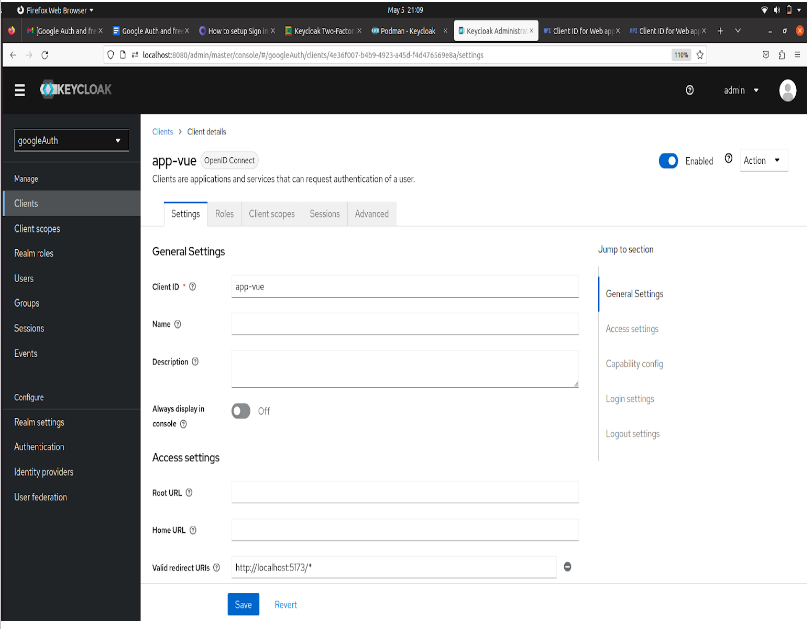 Firefox Web Browser
May 5 21:09
Google Auth and fre
Google Auth and fre
How to setup Sign in
Keycloak Two-Factor
Podman - Keycloak
Keycloak Administra
Client ID for Web app
Client ID for Web app
localhost:8080/admin/master/console/#/googleAuth/clients/4e36f007-b4b9-4923-a45d-f4d476569e8a/settings
110%
KEYCLOAK
admin
googleAuth
Manage
Clients
Client scopes
Realm roles
Users
Groups
Sessions
Events
Configure
Realm settings
Authentication
Identity providers
User federation
Clients > Client details
app-vue OpenID Connect
Enabled
Action
Clients are applications and services that can request authentication of a user.
Settings Roles Client scopes Sessions Advanced
General Settings
Client ID * app-vue
Name
Description
Always display in
console
Off
Access settings
Root URL
Home URL
Valid redirect URIs http://localhost:5173/*
Save Revert
Jump to section
General Settings
Access settings
Capability config
Login settings
Logout settings